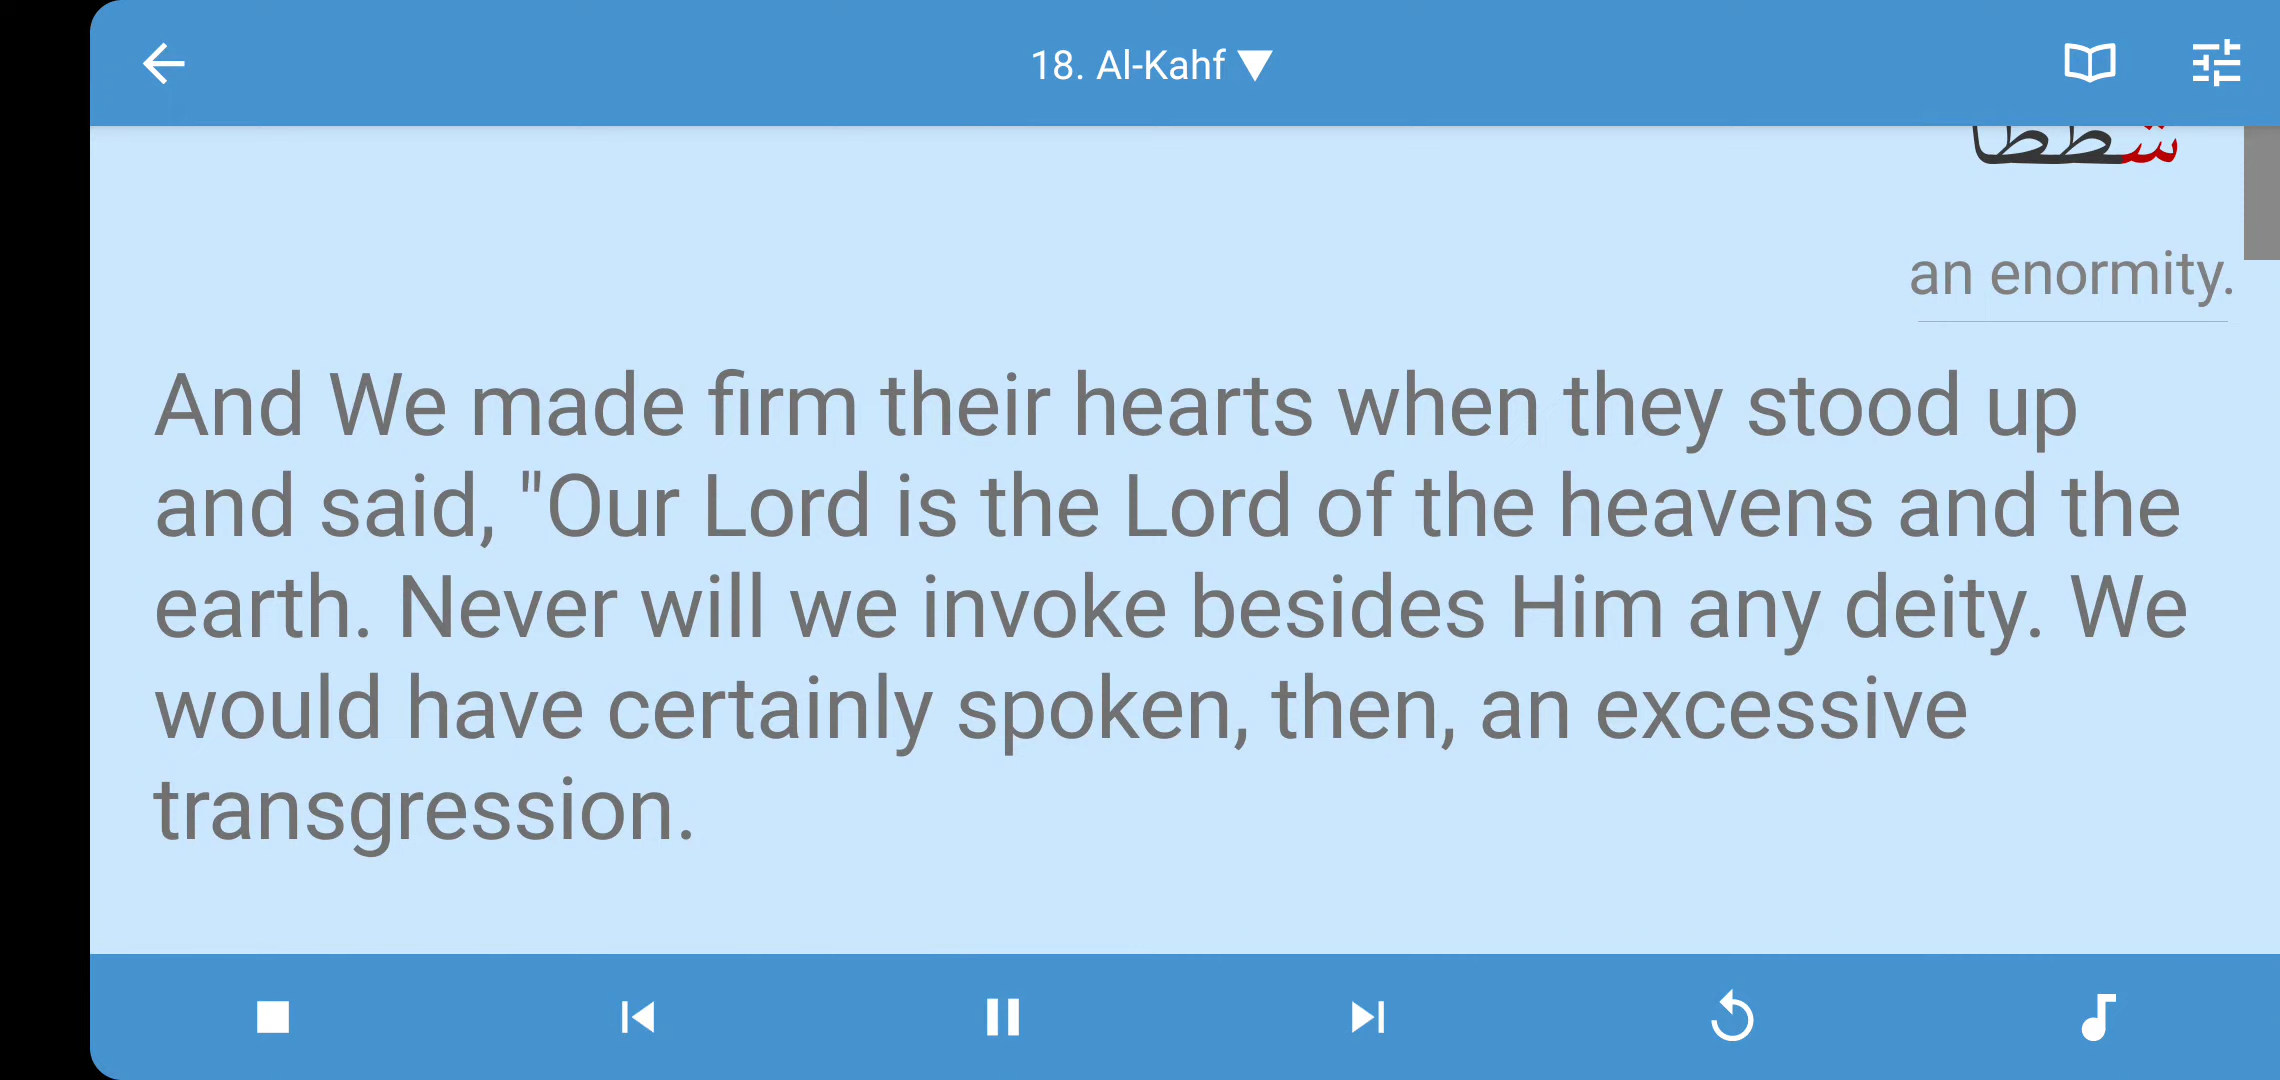 18. Al-Kahf ▼
شططا
an enormity.
And We made firm their hearts when they stood up
and said, "Our Lord is the Lord of the heavens and the
earth. Never will we invoke besides Him any deity. We
would have certainly spoken, then, an excessive
transgression.